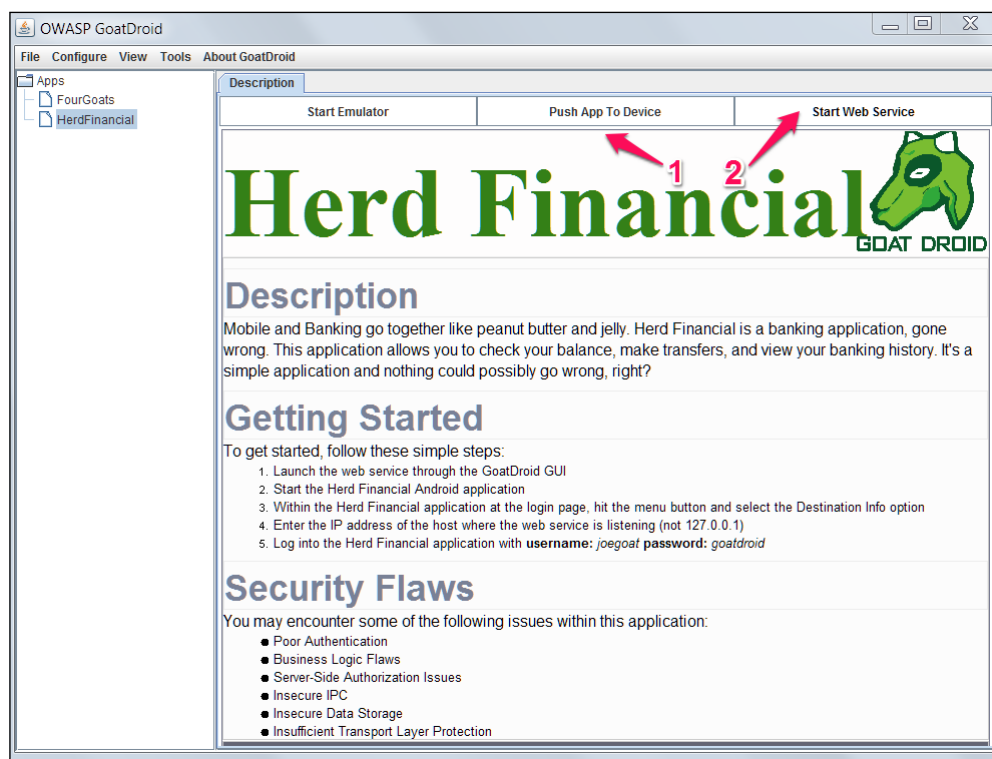 OWASP GoatDroid
File Configure View Tools About GoatDroid
Apps
FourGoats
HerdFinancial
Description
Start Emulator Push App To Device Start Web Service
1 2
Herd Financial
GOAT DROID
Description
Mobile and Banking go together like peanut butter and jelly. Herd Financial is a banking application, gone
wrong. This application allows you to check your balance, make transfers, and view your banking history. It's a
simple application and nothing could possibly go wrong, right?
Getting Started
To get started, follow these simple steps:
1. Launch the web service through the GoatDroid GUI
2. Start the Herd Financial Android application
3. Within the Herd Financial application at the login page, hit the menu button and select the Destination Info option
4. Enter the IP address of the host where the web service is listening (not 127.0.0.1)
5. Log into the Herd Financial application with username: joegoat password: goatdroid
Security Flaws
You may encounter some of the following issues within this application:
Poor Authentication
Business Logic Flaws
Server-Side Authorization Issues
Insecure IPC
Insecure Data Storage
Insufficient Transport Layer Protection